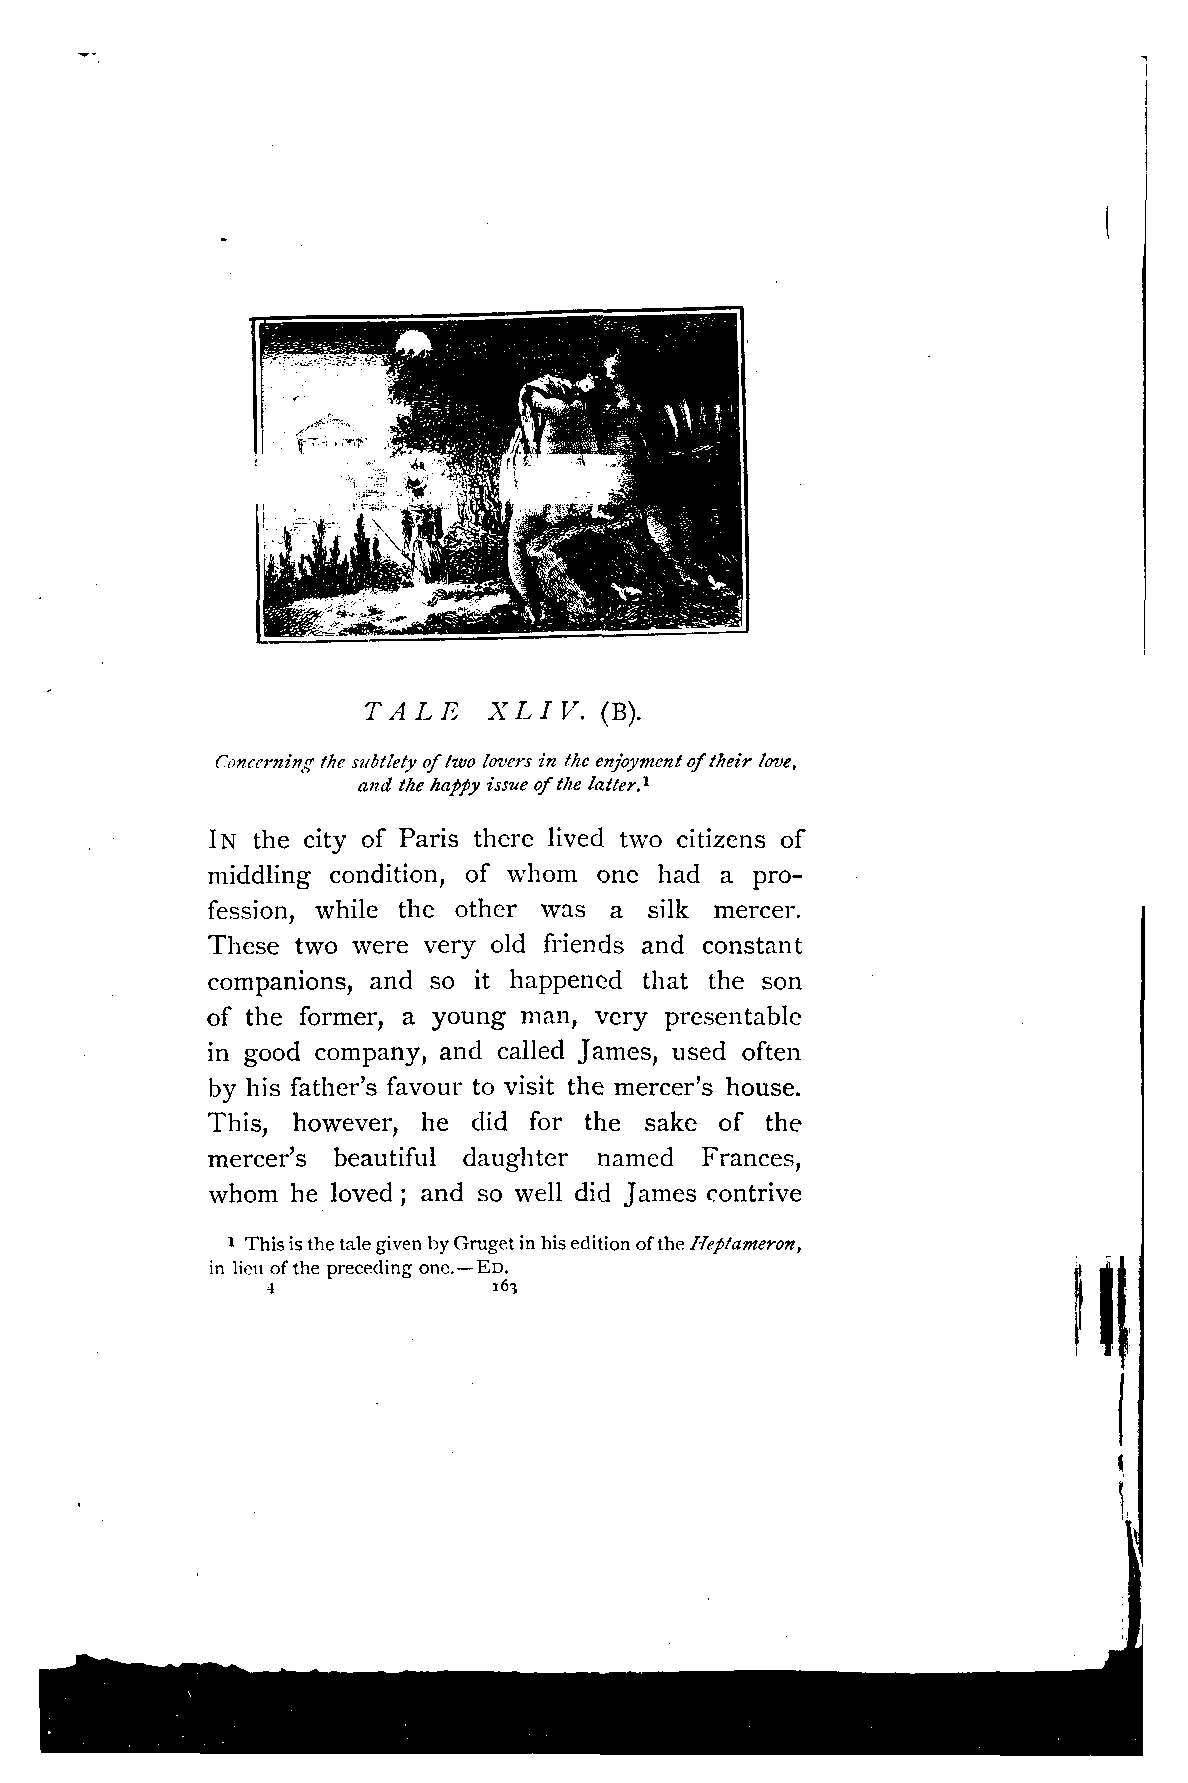 TALE XLIV. (B).
Concerning the subtlety of two lovers in the enjoyment of their love,
and the happy issue of the latter.¹
IN the city of Paris there lived two citizens of
middling condition, of whom one had a pro-
fession, while the other was a silk mercer.
These two were very old friends and constant
companions, and so it happened that the son
of the former, a young man, very presentable
in good company, and called James, used often
by his father's favour to visit the mercer's house.
This, however, he did for the sake of the
mercer's beautiful daughter named Frances,
whom he loved; and so well did James contrive
¹ This is the tale given by Gruget in his edition of the Heptameron,
in lieu of the preceding one.—ED.
4 163